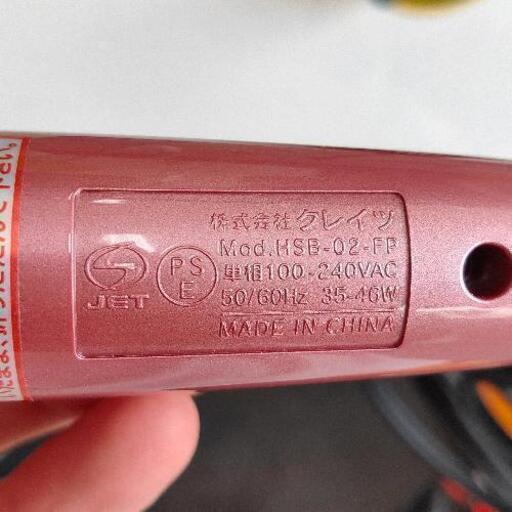 株式会社クレイツ
Mod.HSB-02-FP
単相100-240VAC
50/60Hz 35-46W
MADE IN CHINA
JET
PS
E